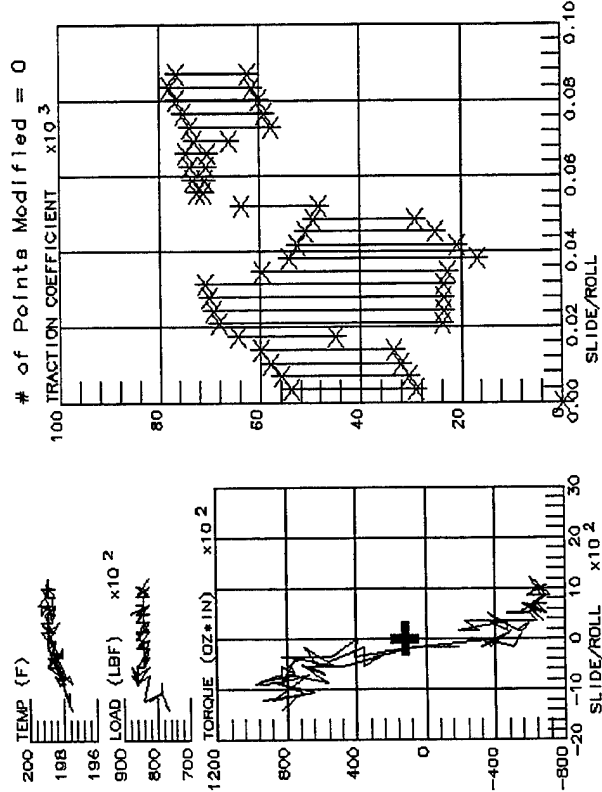 # of Points Modified = 0
TRACTION COEFFICIENT x10 3
100
80
60
40
20
0
0.00 0.02 0.04 0.06 0.08 0.10
SLIDE/ROLL
TEMP (F)
200
198
196
LOAD (LBF) x10 2
900
800
700
TORQUE (OZ*IN) x10 2
1200
800
400
0
-400
-800
-20 -10 0 10 20 30
SLIDE/ROLL x10 2